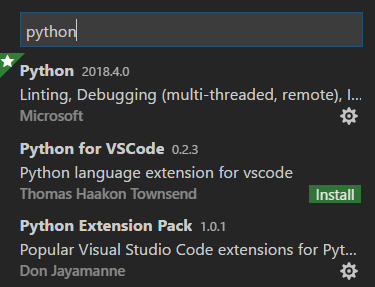 python
Python 2018.4.0
Linting, Debugging (multi-threaded, remote), I...
Microsoft
Python for VSCode 0.2.3
Python language extension for vscode
Thomas Haakon Townsend Install
Python Extension Pack 1.0.1
Popular Visual Studio Code extensions for Pyt...
Don Jayamanne